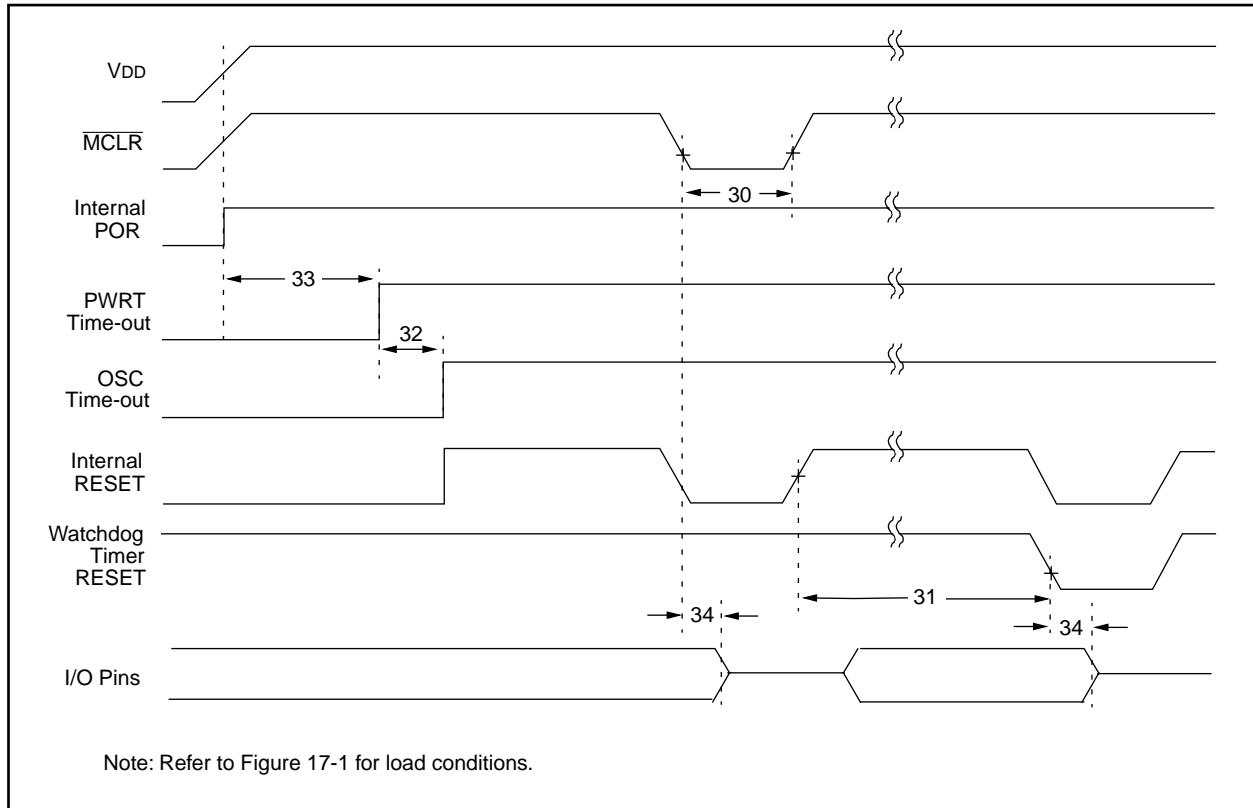 VDD
MCLR
30
Internal
POR
33
PWRT
Time-out
32
OSC
Time-out
Internal
RESET
Watchdog
Timer
RESET
31
34
34
I/O Pins
Note: Refer to Figure 17-1 for load conditions.